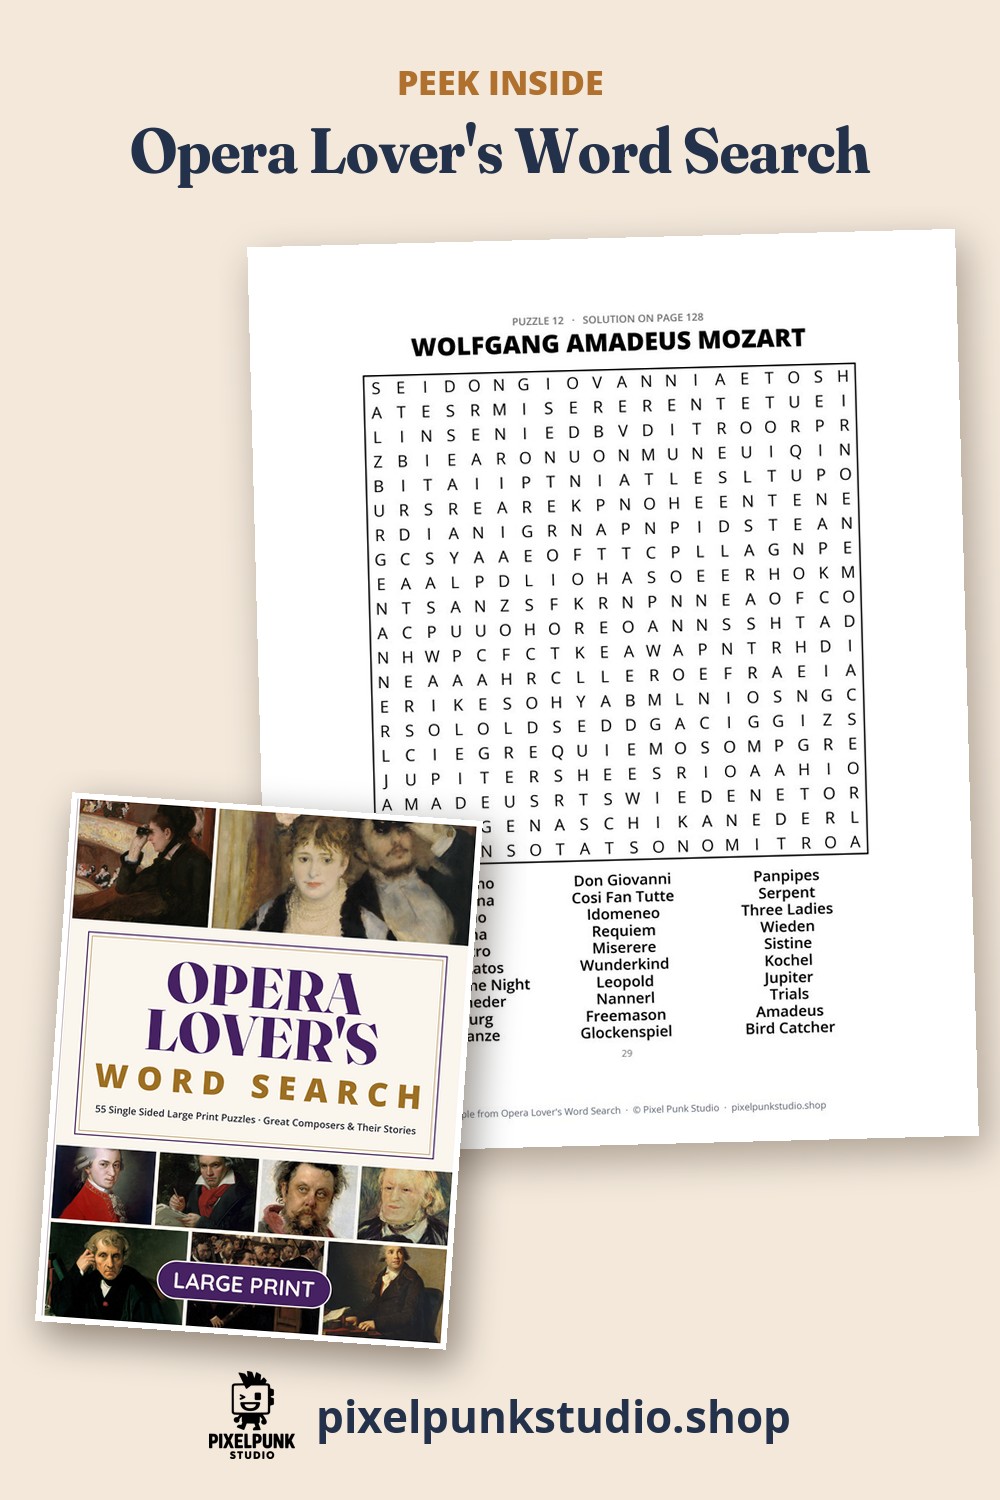 PEEK INSIDE
Opera Lover's Word Search
PUZZLE 12 · SOLUTION ON PAGE 128
WOLFGANG AMADEUS MOZART
S E I D O N G I O V A N N I A E T O S H
A T E S R M I S E R E R E N T E T U E I
L I N S E N I E D B V D I T R O O R P R
Z B I E A R O N U O N M U N E U I Q I N
B I T A I I P T N I A T L E S L T U P O
U R S R E A R E K P N O H E E N T E N E
R D I A N I G R N A P N P I D S T E A N
G C S Y A A E O F T T C P L L A G N P E
E A A L P D L I O H A S O E E R H O K M
N T S A N Z S F K R N P N N E A O F C O
A C P U U O H O R E O A N N S S H T A D
N H W P C F C T K E A W A P N T R H D I
N E A A A H R C L L E R O E F R A E I A
E R I K E S O H Y A B M L N I O S N G C
R S O L O L D S E D D G A C I G G I Z S
L C I E G R E Q U I E M O S O M P G R E
J U P I T E R S H E E S R I O A A H I O
A M A D E U S R T S W I E D E N E T O R
G E N A S C H I K A N E D E R L
N S O T A T S O N O M I T R O A
Don Giovanni
Cosi Fan Tutte
Idomeneo
Requiem
Miserere
Wunderkind
Leopold
Nannerl
Freemason
Glockenspiel
Panpipes
Serpent
Three Ladies
Wieden
Sistine
Kochel
Jupiter
Trials
Amadeus
Bird Catcher
Night
29
from Opera Lover's Word Search · © Pixel Punk Studio · pixelpunkstudio.shop
OPERA
LOVER'S
WORD SEARCH
55 Single Sided Large Print Puzzles · Great Composers & Their Stories
LARGE PRINT
PIXELPUNK
STUDIO
pixelpunkstudio.shop